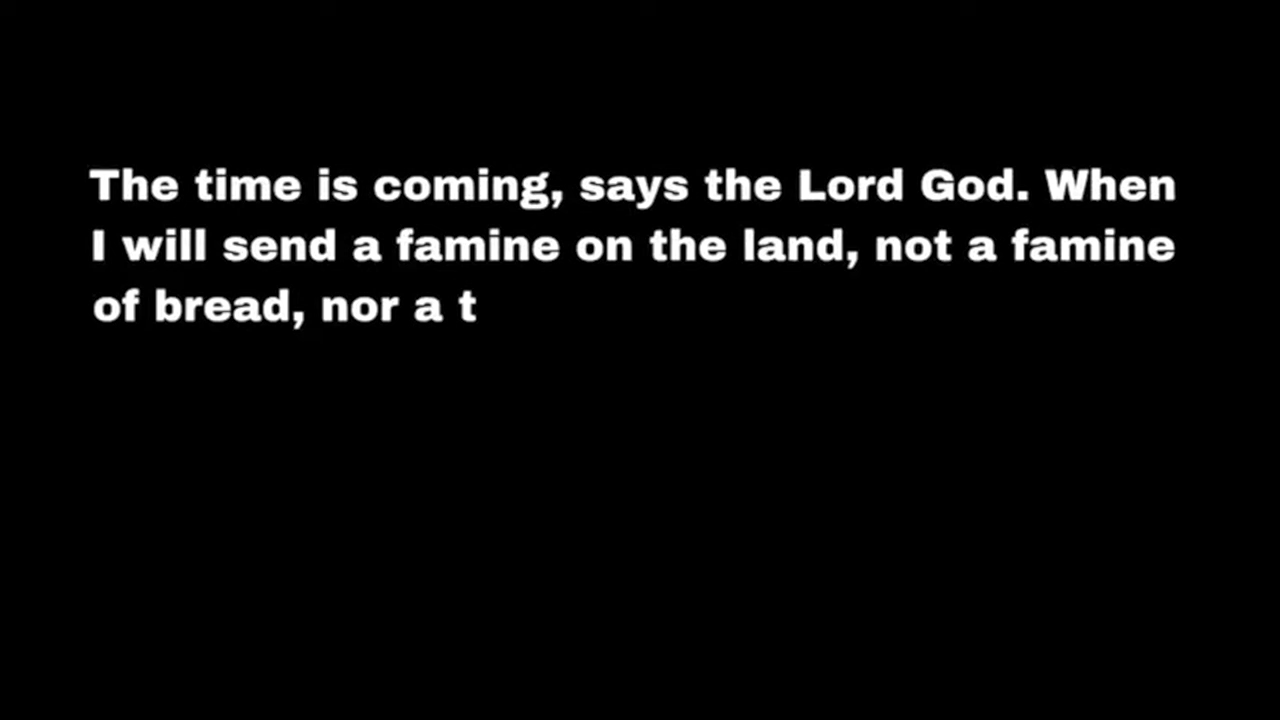 The time is coming, says the Lord God. When
I will send a famine on the land, not a famine
of bread, nor a t